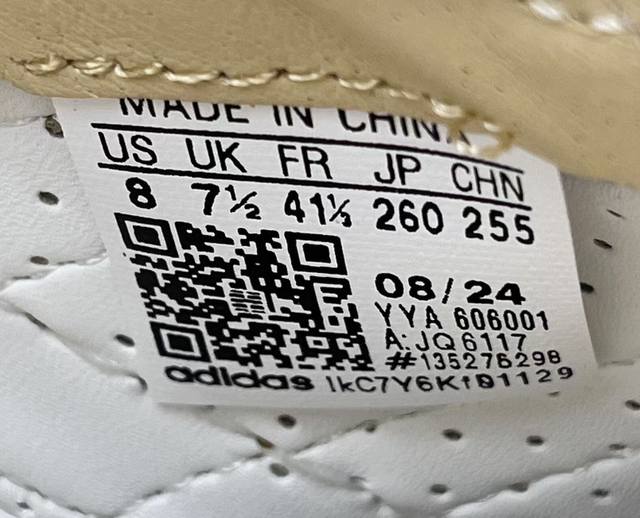 MADE IN CHINA
US UK FR JP CHN
8 7½ 41⅓ 260 255
08/24
YYA 606001
A: JQ6117
#135276298
adidas